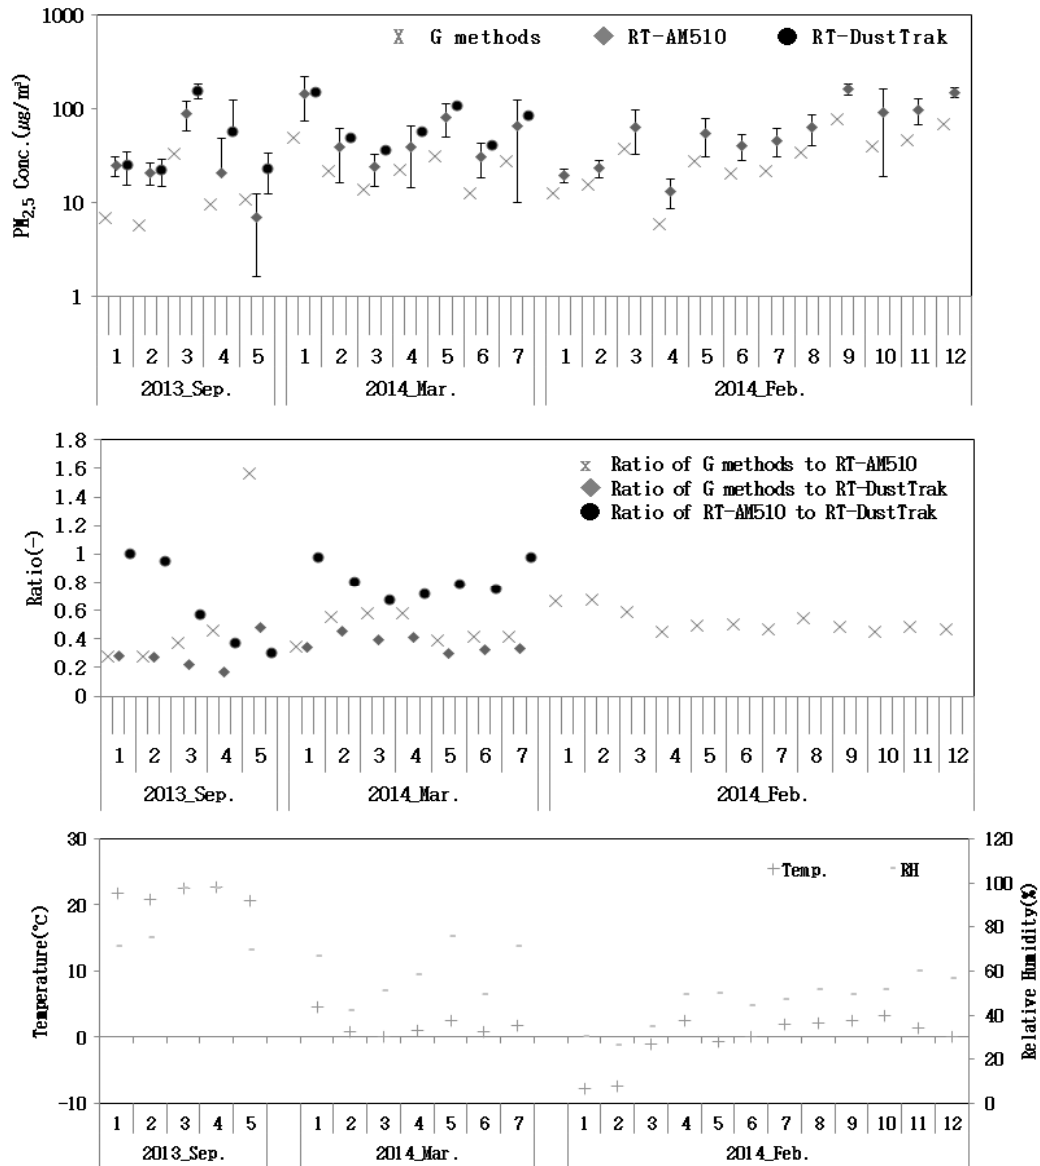 1000
G methods RT-AM510 RT-DustTrak
100
10
1
PM2.5 Conc.(μg/㎥)
1 2 3 4 5 1 2 3 4 5 6 7 1 2 3 4 5 6 7 8 9 10 11 12
2013_Sep. 2014_Mar. 2014_Feb.
1.8
1.6
1.4
1.2
1
0.8
0.6
0.4
0.2
0
Ratio(-)
Ratio of G methods to RT-AM510
Ratio of G methods to RT-DustTrak
Ratio of RT-AM510 to RT-DustTrak
1 2 3 4 5 1 2 3 4 5 6 7 1 2 3 4 5 6 7 8 9 10 11 12
2013_Sep. 2014_Mar. 2014_Feb.
30
20
10
0
-10
Temperature(°C)
Temp. RH
120
100
80
60
40
20
0
Relative Humidity(%)
1 2 3 4 5 1 2 3 4 5 6 7 1 2 3 4 5 6 7 8 9 10 11 12
2013_Sep. 2014_Mar. 2014_Feb.